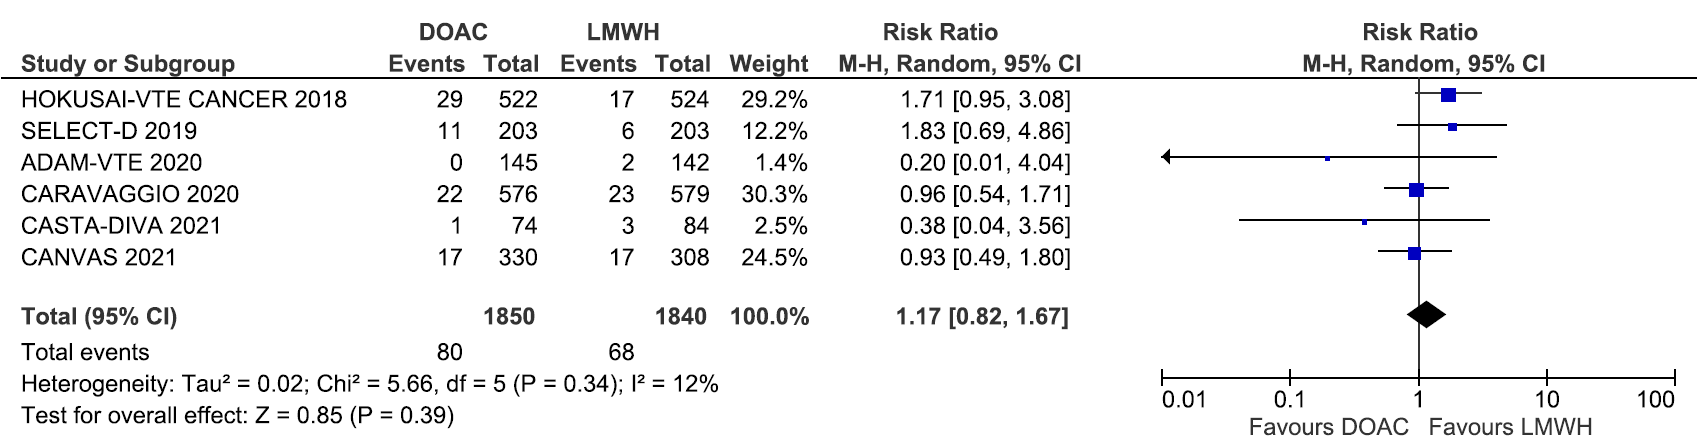 DOAC LMWH Risk Ratio Risk Ratio
Study or Subgroup Events Total Events Total Weight M-H, Random, 95% CI M-H, Random, 95% CI
HOKUSAI-VTE CANCER 2018 29 522 17 524 29.2% 1.71 [0.95, 3.08]
SELECT-D 2019 11 203 6 203 12.2% 1.83 [0.69, 4.86]
ADAM-VTE 2020 0 145 2 142 1.4% 0.20 [0.01, 4.04]
CARAVAGGIO 2020 22 576 23 579 30.3% 0.96 [0.54, 1.71]
CASTA-DIVA 2021 1 74 3 84 2.5% 0.38 [0.04, 3.56]
CANVAS 2021 17 330 17 308 24.5% 0.93 [0.49, 1.80]
Total (95% CI) 1850 1840 100.0% 1.17 [0.82, 1.67]
Total events 80 68
Heterogeneity: Tau² = 0.02; Chi² = 5.66, df = 5 (P = 0.34); I² = 12%
Test for overall effect: Z = 0.85 (P = 0.39)
0.01 0.1 1 10 100
Favours DOAC Favours LMWH